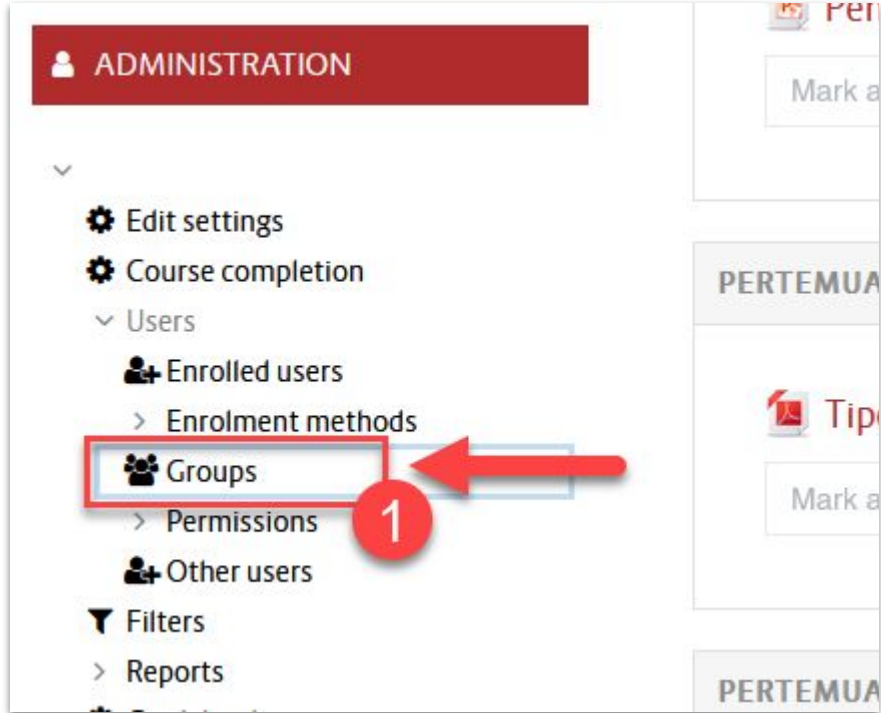 ADMINISTRATION
Edit settings
Course completion
Users
Enrolled users
Enrolment methods
Groups
1
Permissions
Other users
Filters
Reports
Mark a
PERTEMUA
Tip
Mark a
PERTEMUA